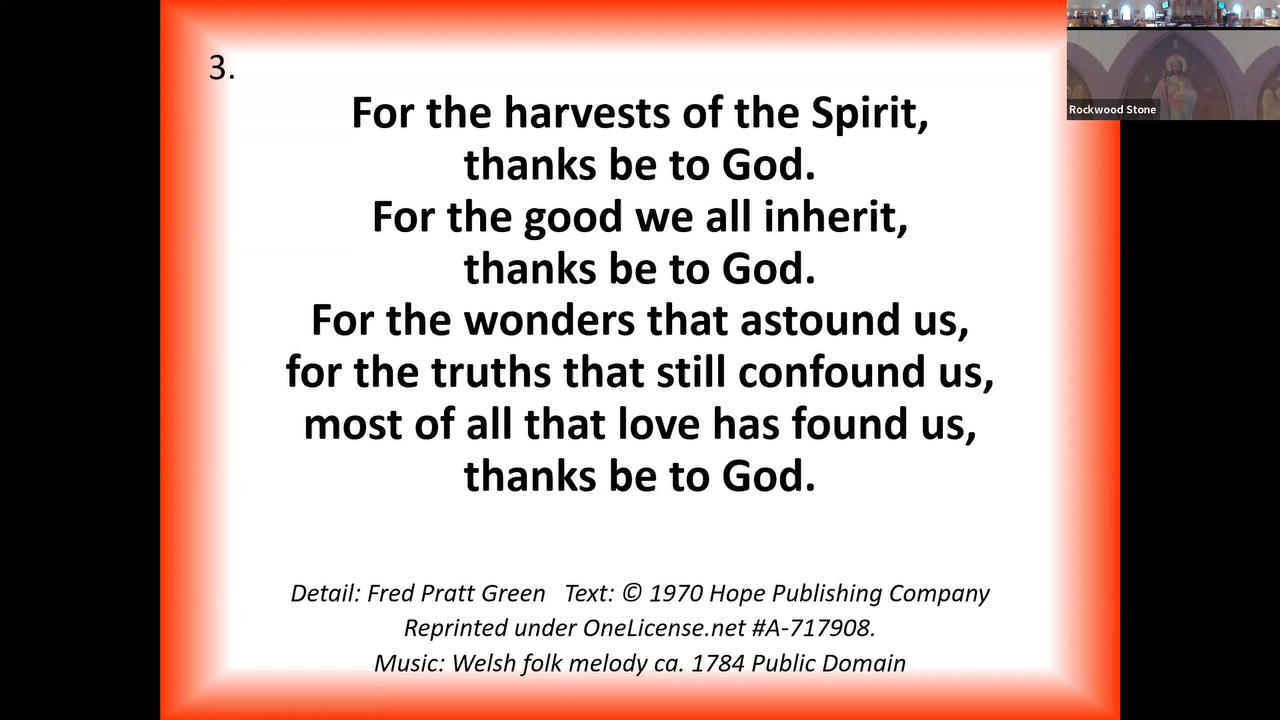 3.
For the harvests of the Spirit,
thanks be to God.
For the good we all inherit,
thanks be to God.
For the wonders that astound us,
for the truths that still confound us,
most of all that love has found us,
thanks be to God.
Detail: Fred Pratt Green   Text: © 1970 Hope Publishing Company
Reprinted under OneLicense.net #A-717908.
Music: Welsh folk melody ca. 1784 Public Domain
Rockwood Stone